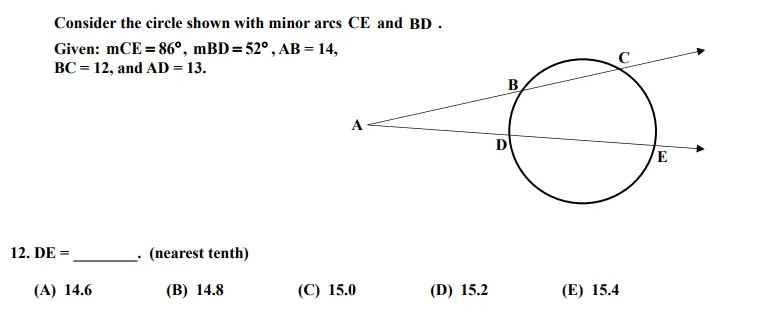 Consider the circle shown with minor arcs CE and BD .
Given: mCE = 86°, mBD = 52° , AB = 14,
BC = 12, and AD = 13.
C
B
A
D
E
12. DE = ________. (nearest tenth)
(A) 14.6 (B) 14.8 (C) 15.0 (D) 15.2 (E) 15.4